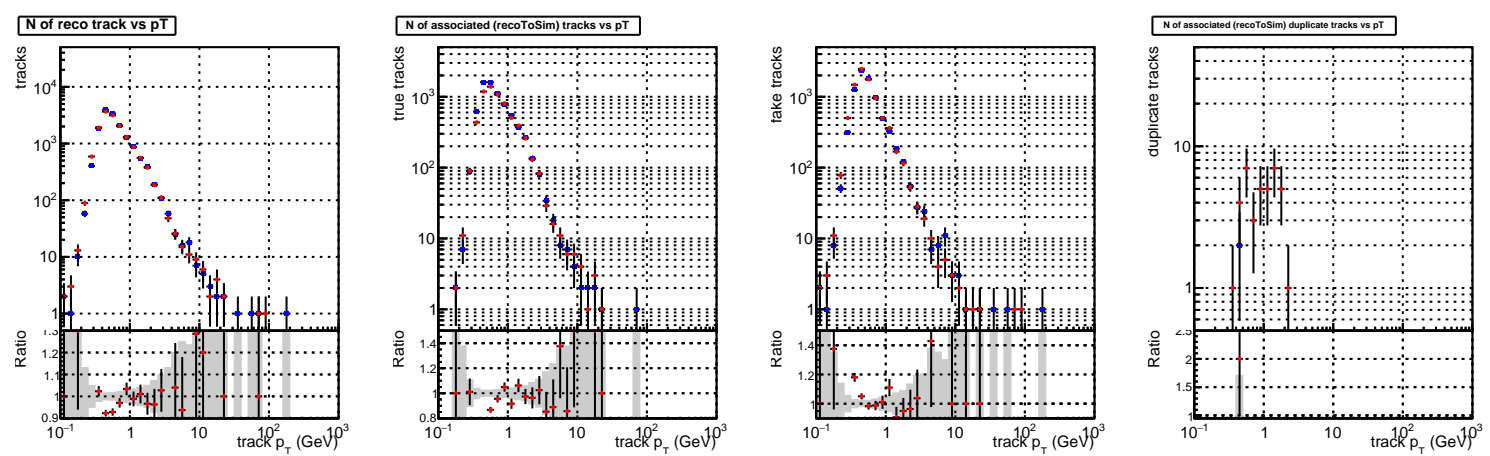 N of reco track vs pT
tracks
10^4
10^3
10^2
10
1
Ratio
1.3
1.2
1.1
1.0
0.9
10^-1 1 10 10^2 10^3
track p_T (GeV)
N of associated (recoToSim) tracks vs pT
true tracks
10^3
10^2
10
1
Ratio
1.4
1.2
1.0
0.8
10^-1 1 10 10^2 10^3
track p_T (GeV)
fake tracks
10^3
10^2
10
1
Ratio
1.4
1.2
10^-1 1 10 10^2 10^3
track p_T (GeV)
N of associated (recoToSim) duplicate tracks vs pT
duplicate tracks
10
1
Ratio
2.5
2
1.5
1
10^-1 1 10 10^2 10^3
track p_T (GeV)